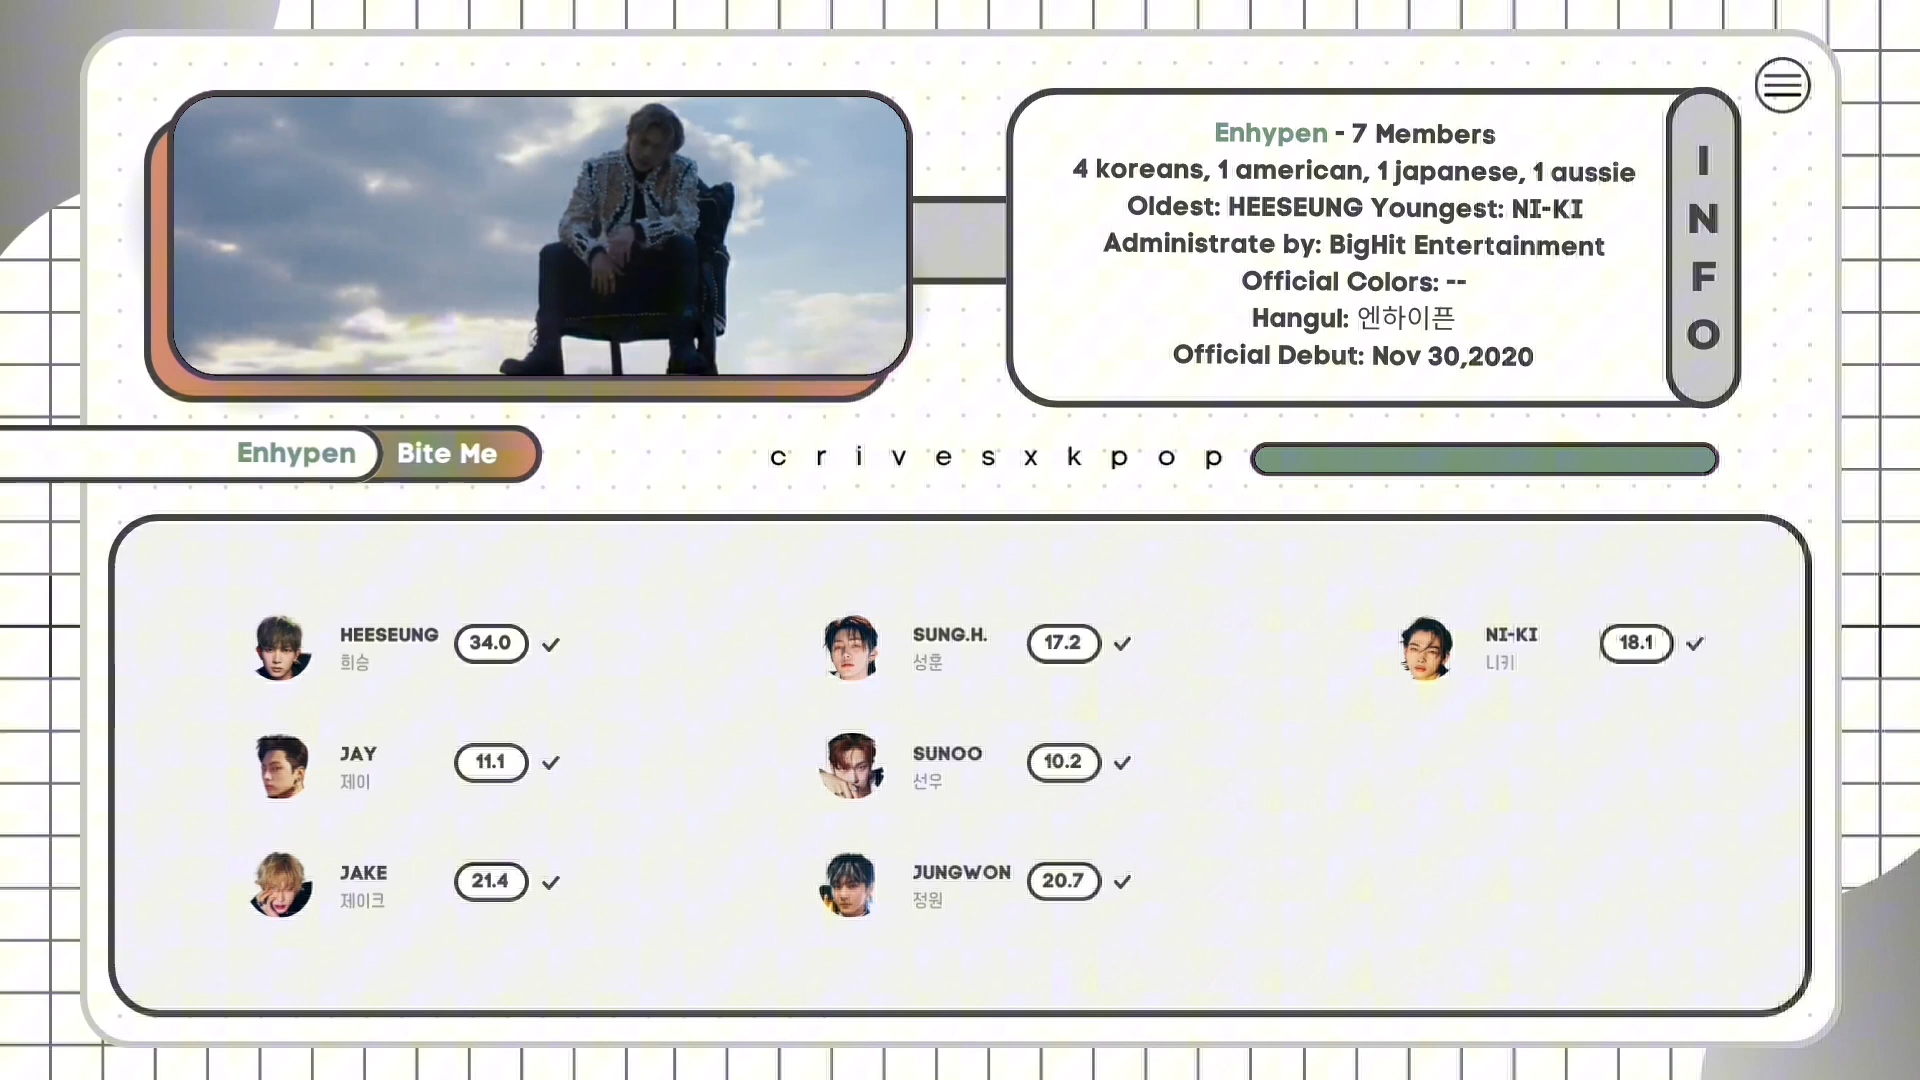 Enhypen - 7 Members
4 koreans, 1 american, 1 japanese, 1 aussie
Oldest: HEESEUNG Youngest: NI-KI
Administrate by: BigHit Entertainment
Official Colors: --
Hangul: 엔하이픈
Official Debut: Nov 30,2020
INFO
Enhypen Bite Me
crivesxkpop
HEESEUNG 34.0
희승
SUNG.H. 17.2
성훈
NI-KI 18.1
니키
JAY 11.1
제이
SUNOO 10.2
선우
JAKE 21.4
제이크
JUNGWON 20.7
정원